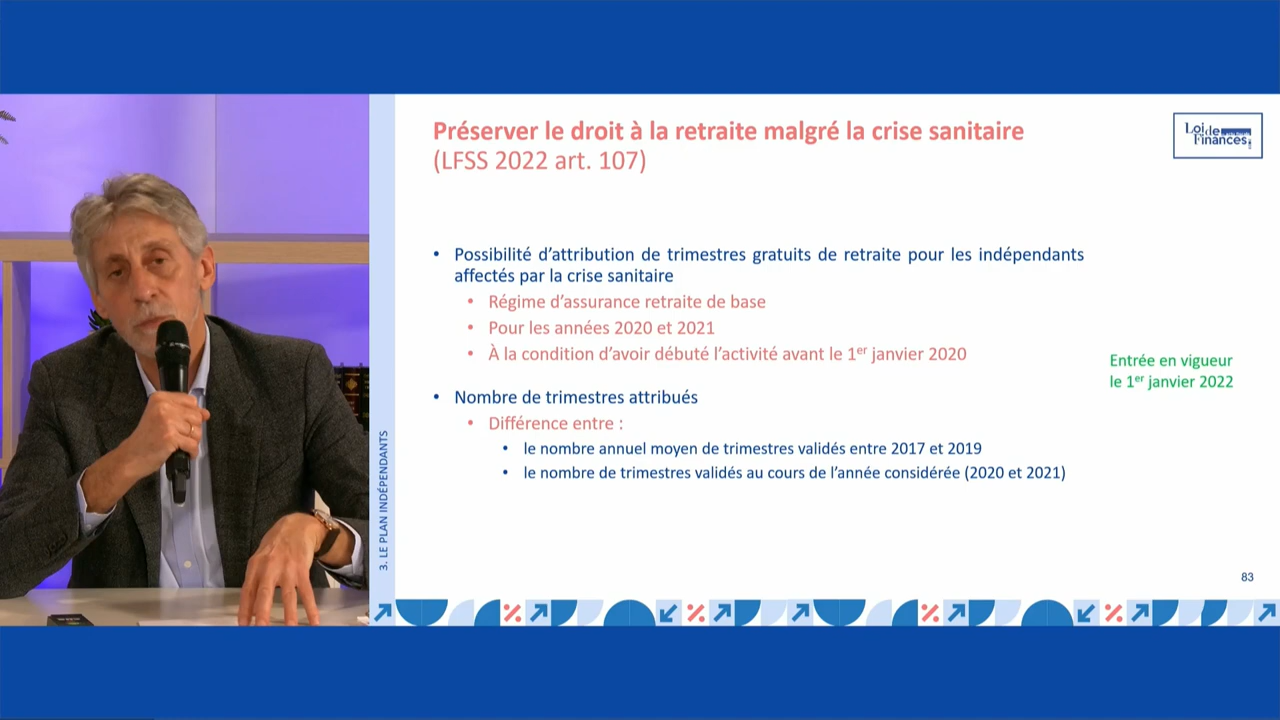 Préserver le droit à la retraite malgré la crise sanitaire
(LFSS 2022 art. 107)
Loi de
Finances
• Possibilité d’attribution de trimestres gratuits de retraite pour les indépendants
affectés par la crise sanitaire
• Régime d’assurance retraite de base
• Pour les années 2020 et 2021
• À la condition d’avoir débuté l’activité avant le 1er janvier 2020
Entrée en vigueur
le 1er janvier 2022
• Nombre de trimestres attribués
• Différence entre :
• le nombre annuel moyen de trimestres validés entre 2017 et 2019
• le nombre de trimestres validés au cours de l’année considérée (2020 et 2021)
3. LE PLAN INDÉPENDANTS
83